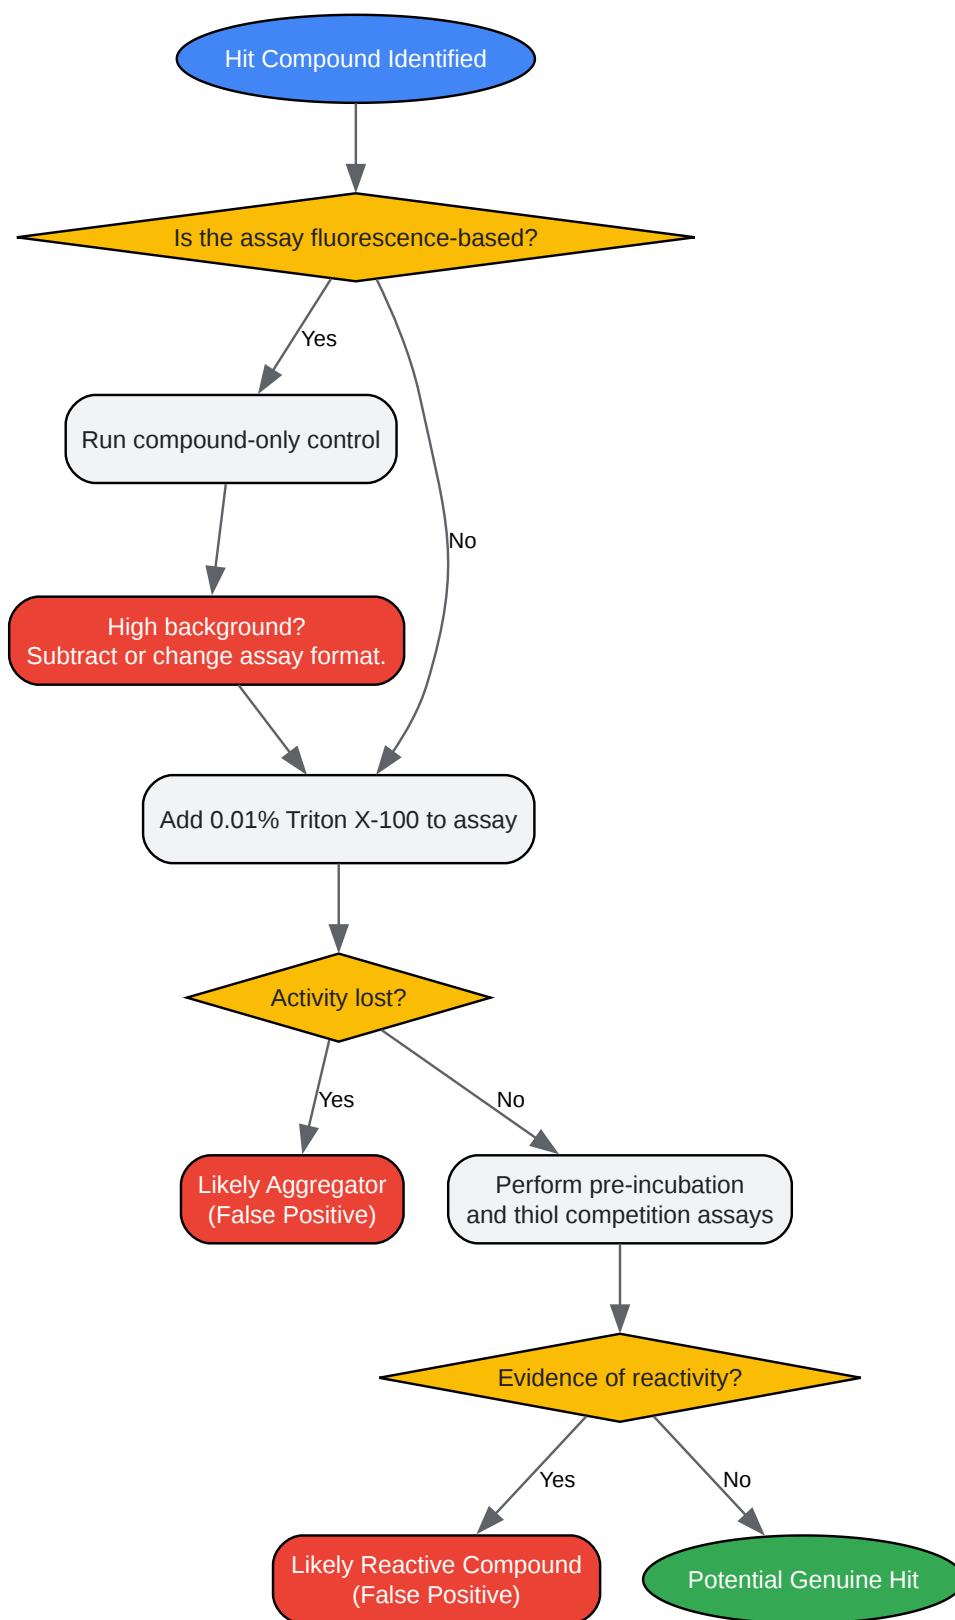 Hit Compound Identified
Is the assay fluorescence-based?
Yes
Run compound-only control
No
High background?
Subtract or change assay format.
Add 0.01% Triton X-100 to assay
Activity lost?
Yes
No
Likely Aggregator
(False Positive)
Perform pre-incubation
and thiol competition assays
Evidence of reactivity?
Yes
No
Likely Reactive Compound
(False Positive)
Potential Genuine Hit